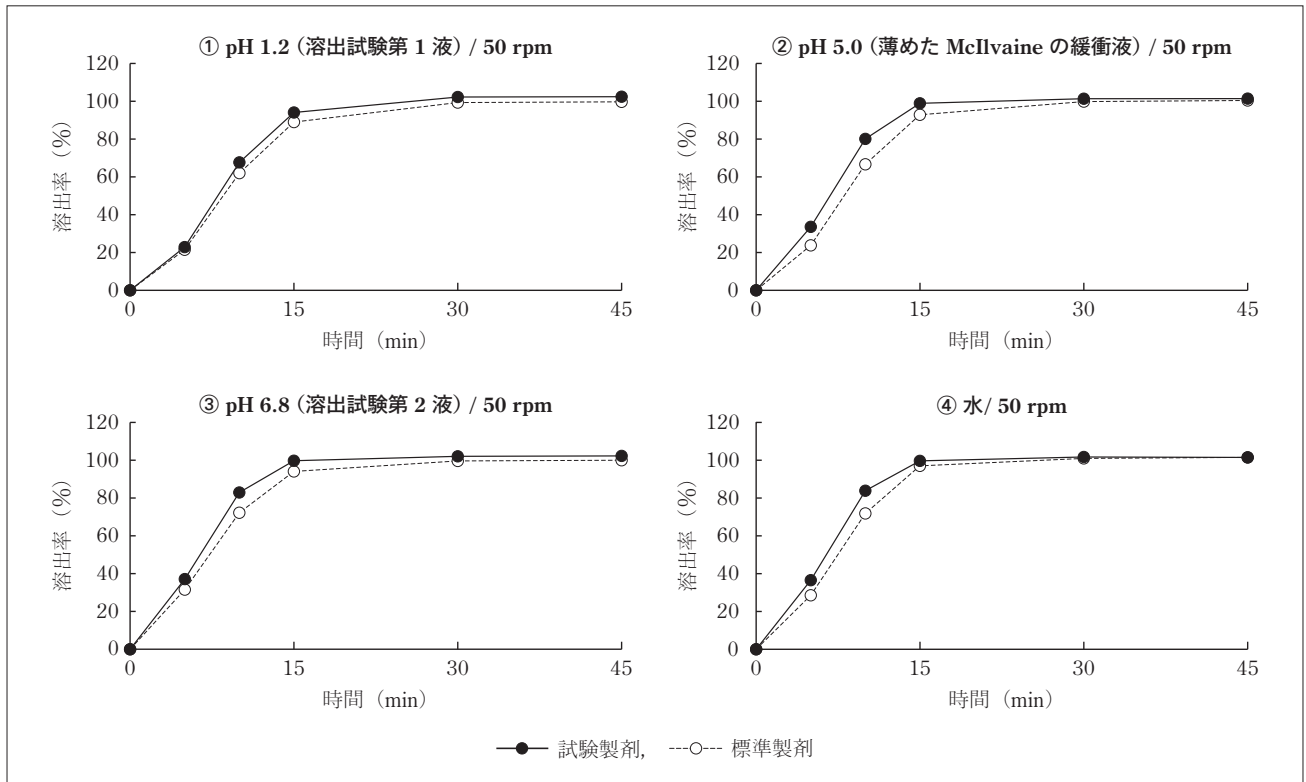 ① pH 1.2 (溶出試験第 1 液) / 50 rpm
溶出率 (%)
120
100
80
60
40
20
0
0 15 30 45
時間 (min)
② pH 5.0 (薄めた McIlvaine の緩衝液) / 50 rpm
溶出率 (%)
120
100
80
60
40
20
0
0 15 30 45
時間 (min)
③ pH 6.8 (溶出試験第 2 液) / 50 rpm
溶出率 (%)
120
100
80
60
40
20
0
0 15 30 45
時間 (min)
④ 水/ 50 rpm
溶出率 (%)
120
100
80
60
40
20
0
0 15 30 45
時間 (min)
試験製剤, 標準製剤